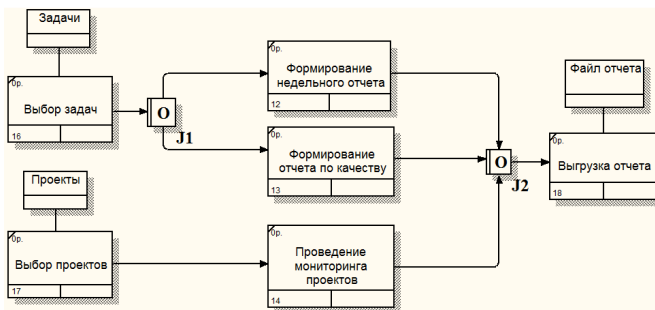 Задачи
0р.
Выбор задач
16
O
J1
0р.
Формирование
недельного отчета
12
0р.
Формирование
отчета по качеству
13
Проекты
0р.
Выбор проектов
17
0р.
Проведение
мониторинга
проектов
14
O
J2
Файл отчета
0р.
Выгрузка отчета
18